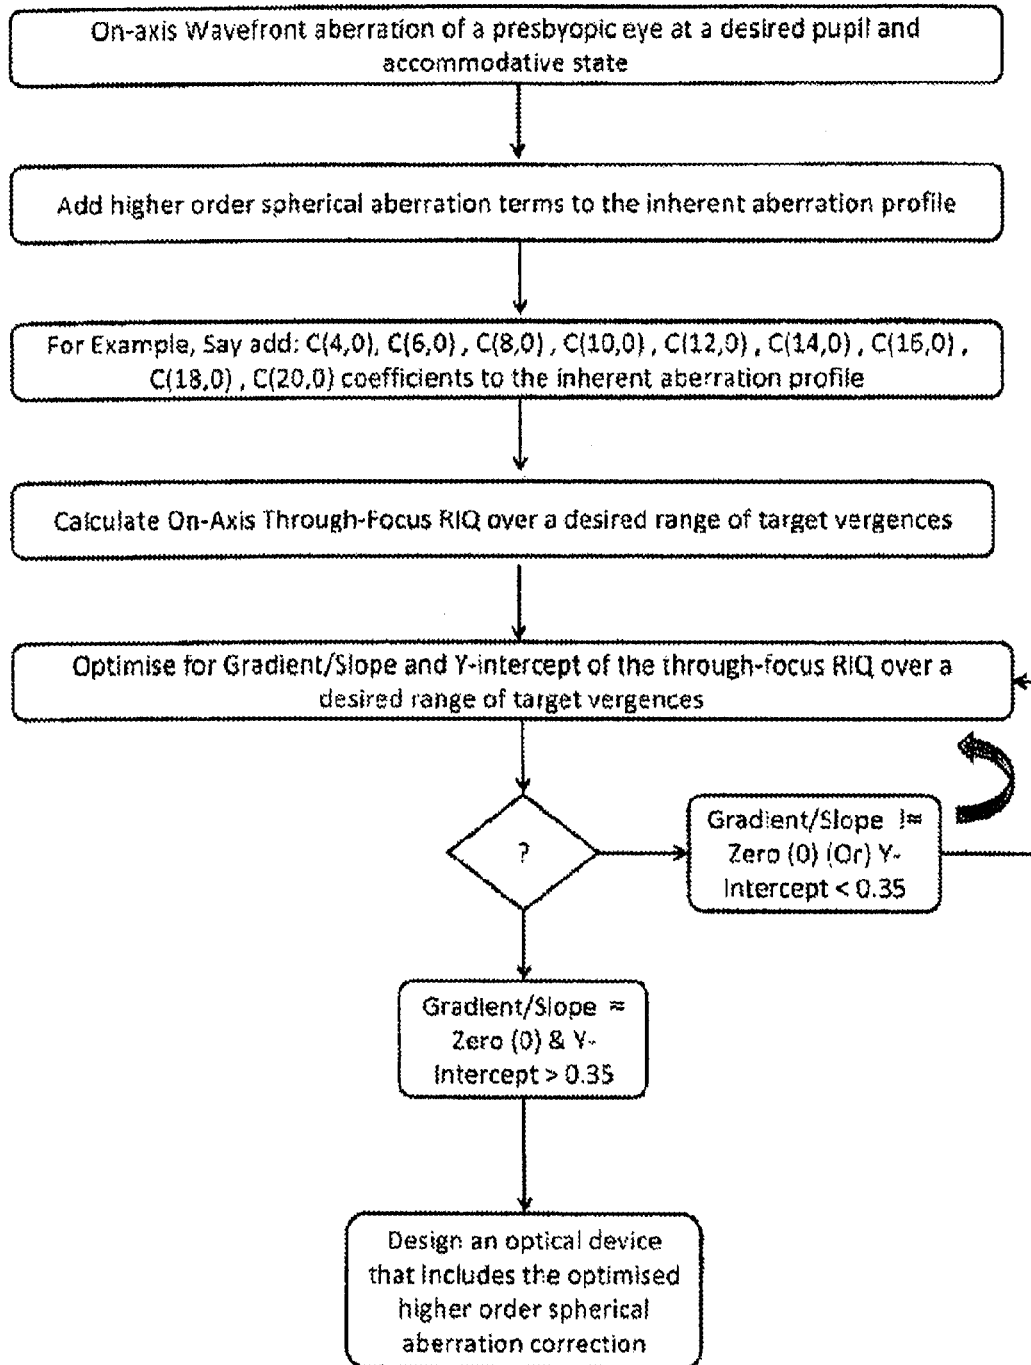 On-axis Wavefront aberration of a presbyopic eye at a desired pupil and
accommodative state
Add higher order spherical aberration terms to the inherent aberration profile
For Example, Say add: C(4,0), C(6,0) , C(8,0) , C(10,0) , C(12,0) , C(14,0) , C(16,0) ,
C(18,0) , C(20,0) coefficients to the inherent aberration profile
Calculate On-Axis Through-Focus RIQ over a desired range of target vergences
Optimise for Gradient/Slope and Y-intercept of the through-focus RIQ over a
desired range of target vergences
?
Gradient/Slope !≈
Zero (0) (Or) Y-
Intercept < 0.35
Gradient/Slope ≈
Zero (0) & Y-
Intercept > 0.35
Design an optical device
that includes the optimised
higher order spherical
aberration correction